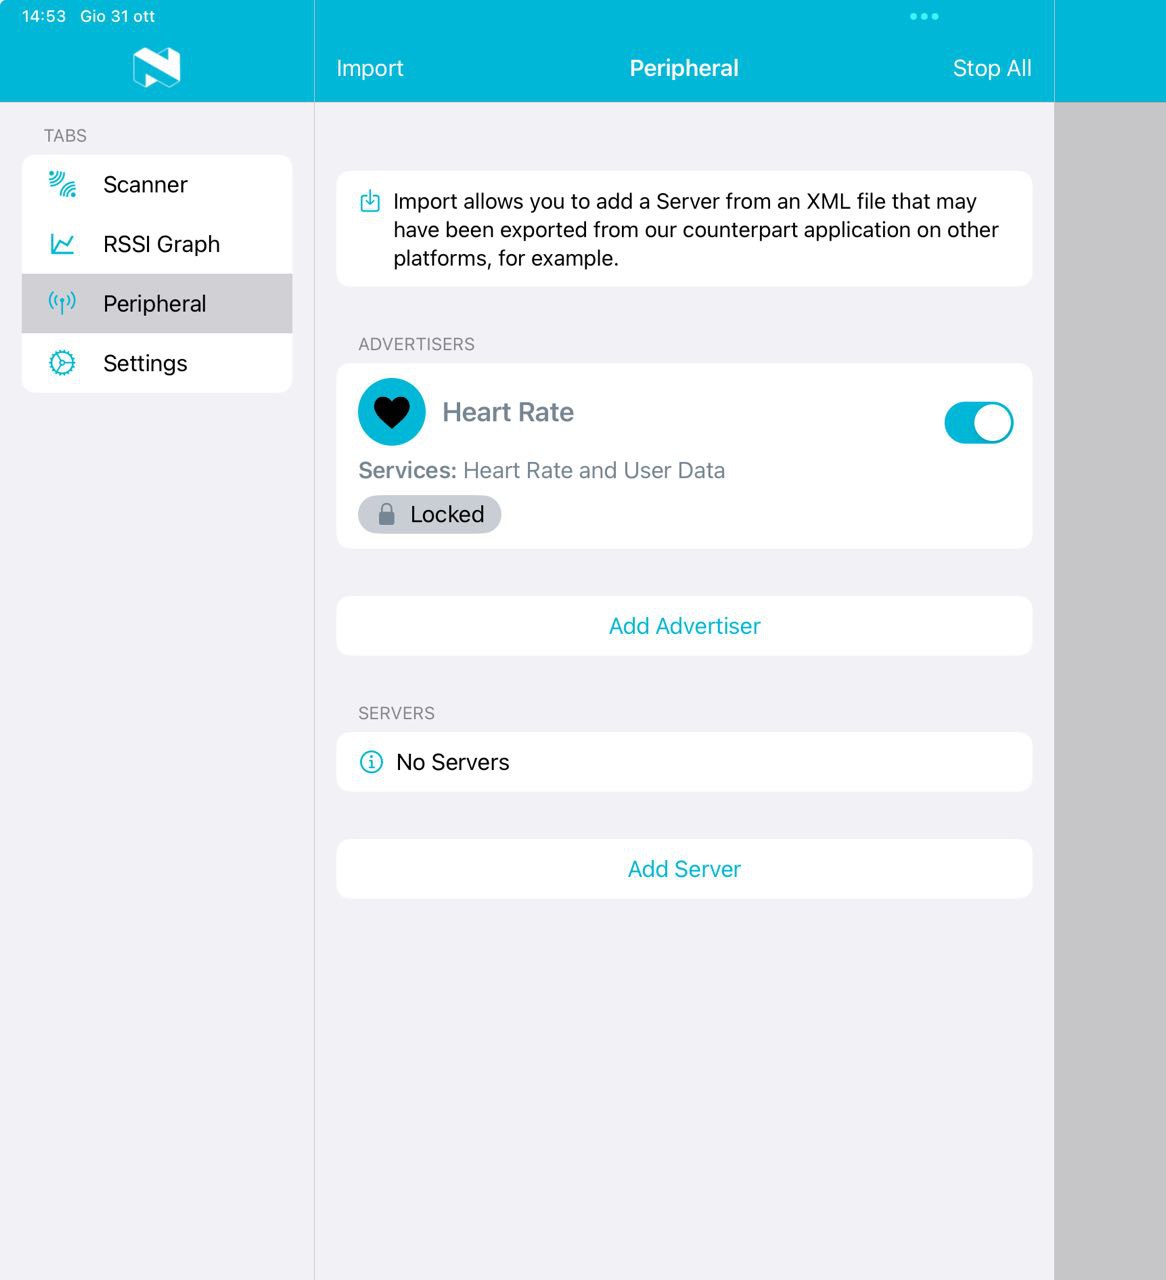 14:53 Gio 31 ott
Import
Peripheral
Stop All
TABS
Scanner
RSSI Graph
Peripheral
Settings
Import allows you to add a Server from an XML file that may
have been exported from our counterpart application on other
platforms, for example.
ADVERTISERS
Heart Rate
Services: Heart Rate and User Data
Locked
Add Advertiser
SERVERS
No Servers
Add Server